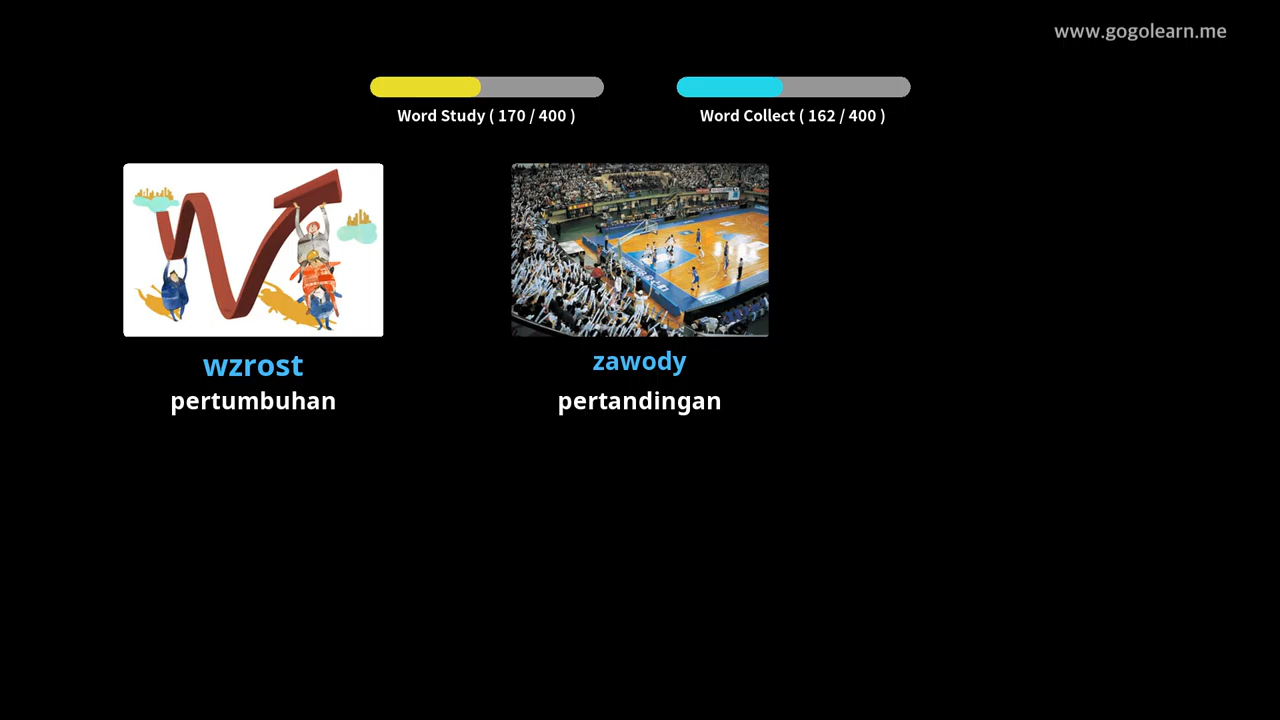 www.gogolearn.me
Word Study ( 170 / 400 )
Word Collect ( 162 / 400 )
wzrost
pertumbuhan
zawody
pertandingan